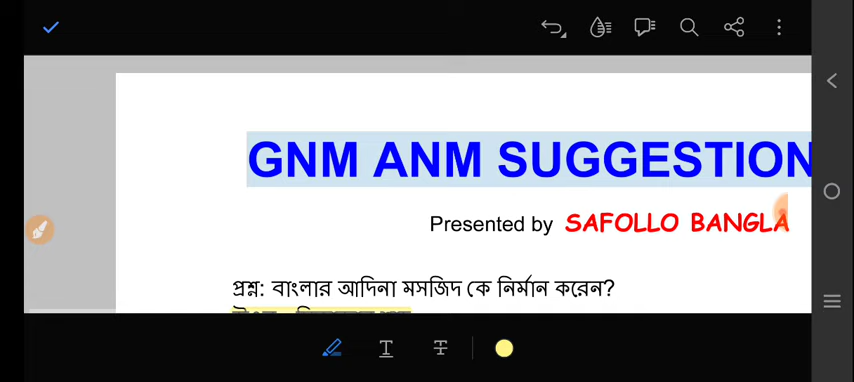 GNM ANM SUGGESTION
Presented by SAFOLLO BANGLA
প্রশ্ন: বাংলার আদিনা মসজিদ কে নির্মান করেন?